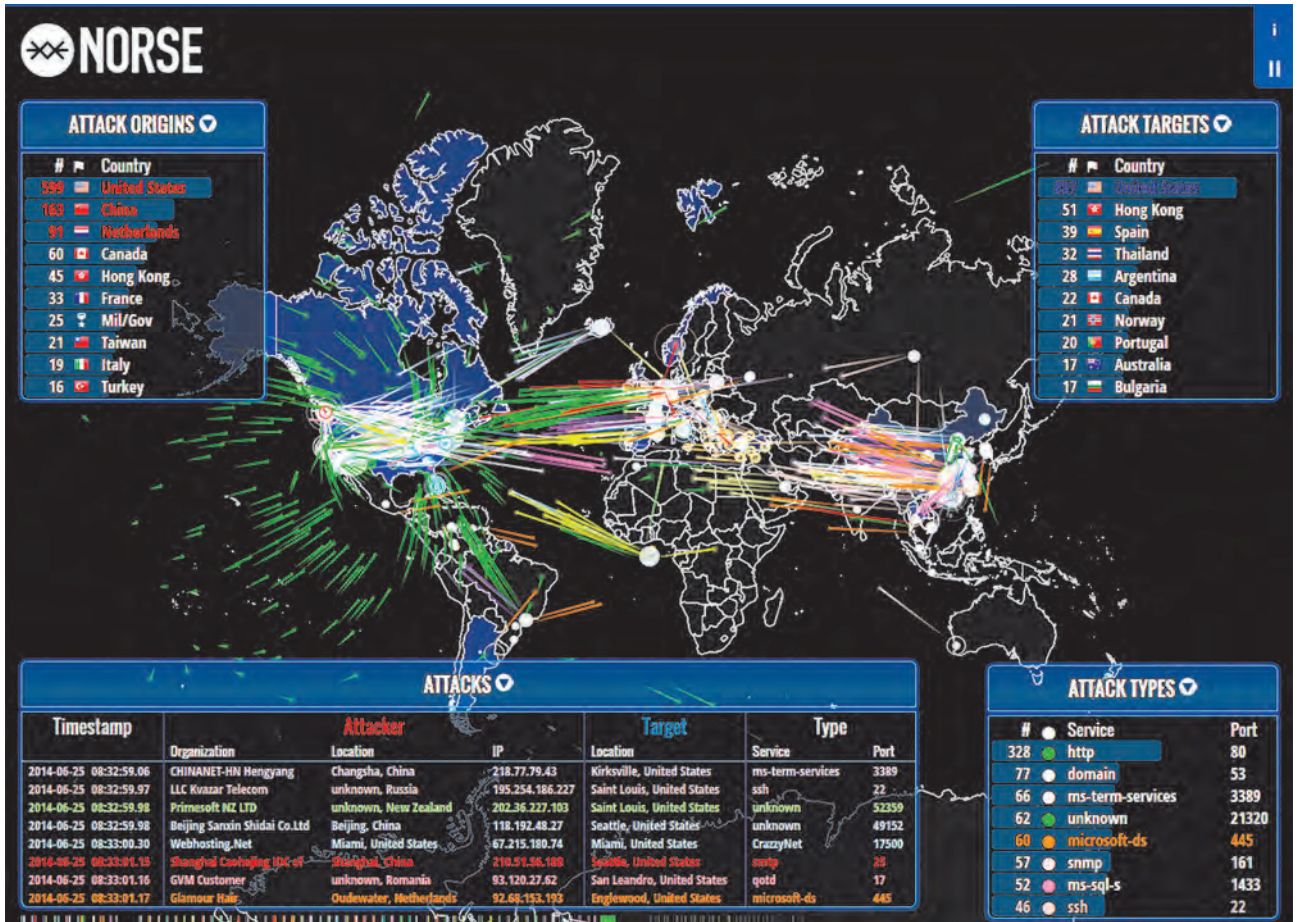 NORSE
i
ATTACK ORIGINS
# Country
599 United States
163 China
91 Netherlands
60 Canada
45 Hong Kong
33 France
25 Mil/Gov
21 Taiwan
19 Italy
16 Turkey
ATTACK TARGETS
# Country
United States
51 Hong Kong
39 Spain
32 Thailand
28 Argentina
22 Canada
21 Norway
20 Portugal
17 Australia
17 Bulgaria
ATTACKS
Timestamp Attacker Target Type
Organization Location IP Location Service Port
2014-06-25 08:32:59.06 CHINANET-HN Hengyang Changsha, China 218.77.79.43 Kirksville, United States ms-term-services 3389
2014-06-25 08:32:59.97 LLC Kvazar Telecom unknown, Russia 195.254.186.227 Saint Louis, United States ssh 22
2014-06-25 08:32:59.98 Primesoft NZ LTD unknown, New Zealand 202.36.227.103 Saint Louis, United States unknown 52359
2014-06-25 08:32:59.98 Beijing Sanxin Shidai Co.Ltd Beijing, China 118.192.48.27 Seattle, United States unknown 49152
2014-06-25 08:33:00.30 Webhosting.Net Miami, United States 67.215.180.74 Miami, United States CrazzyNet 17500
2014-06-25 08:33:01.15 Shanghai Caohejing IDC of Shanghai, China Seattle, United States smtp 25
2014-06-25 08:33:01.16 GVM Customer unknown, Romania 93.120.27.62 San Leandro, United States qotd 17
2014-06-25 08:33:01.17 Glamour Hair Oudewater, Netherlands 92.68.153.193 Englewood, United States microsoft-ds 445
ATTACK TYPES
# Service Port
328 http 80
77 domain 53
66 ms-term-services 3389
62 unknown 21320
60 microsoft-ds 445
57 snmp 161
52 ms-sql-s 1433
46 ssh 22